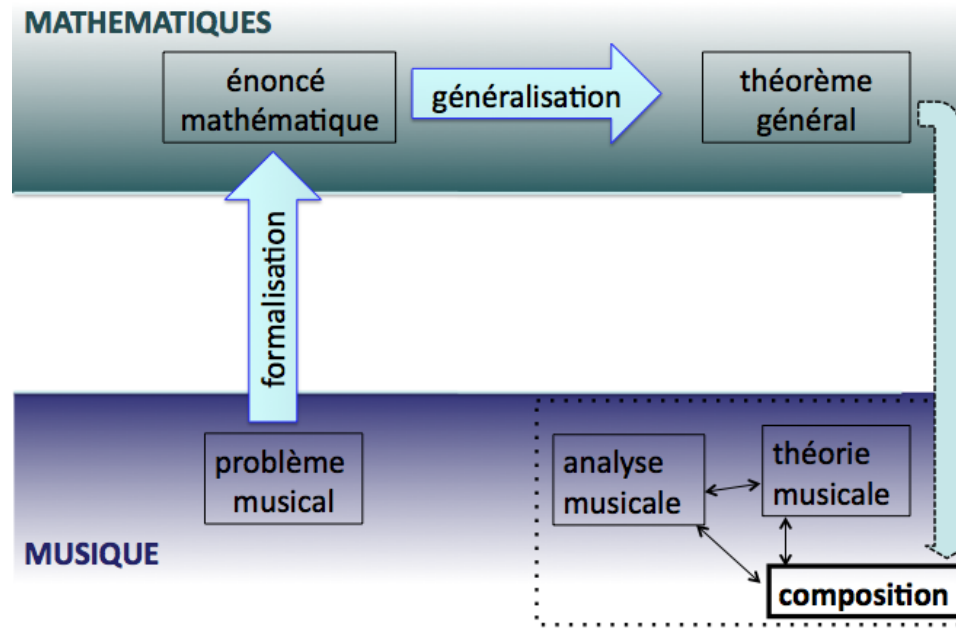 MATHEMATIQUES
énoncé
mathématique
généralisation
théorème
général
formalisation
problème
musical
analyse
musicale
théorie
musicale
MUSIQUE
composition